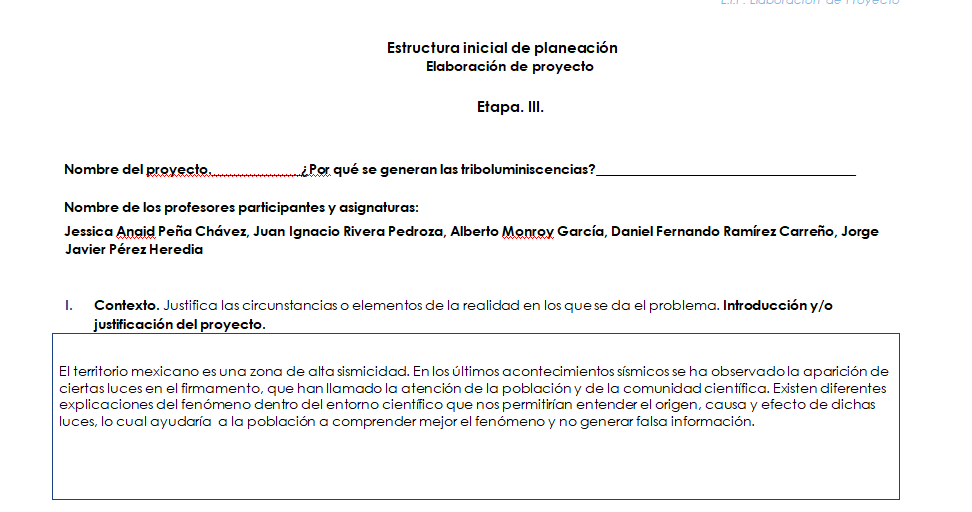 E.I.P. Elaboración de Proyecto
Estructura inicial de planeación
Elaboración de proyecto
Etapa. III.
Nombre del proyecto. ¿Por qué se generan las triboluminiscencias?
Nombre de los profesores participantes y asignaturas:
Jessica Anaid Peña Chávez, Juan Ignacio Rivera Pedroza, Alberto Monroy García, Daniel Fernando Ramírez Carreño, Jorge
Javier Pérez Heredia
I. Contexto. Justifica las circunstancias o elementos de la realidad en los que se da el problema. Introducción y/o
justificación del proyecto.
El territorio mexicano es una zona de alta sismicidad. En los últimos acontecimientos sísmicos se ha observado la aparición de
ciertas luces en el firmamento, que han llamado la atención de la población y de la comunidad científica. Existen diferentes
explicaciones del fenómeno dentro del entorno científico que nos permitirían entender el origen, causa y efecto de dichas
luces, lo cual ayudaría a la población a comprender mejor el fenómeno y no generar falsa información.